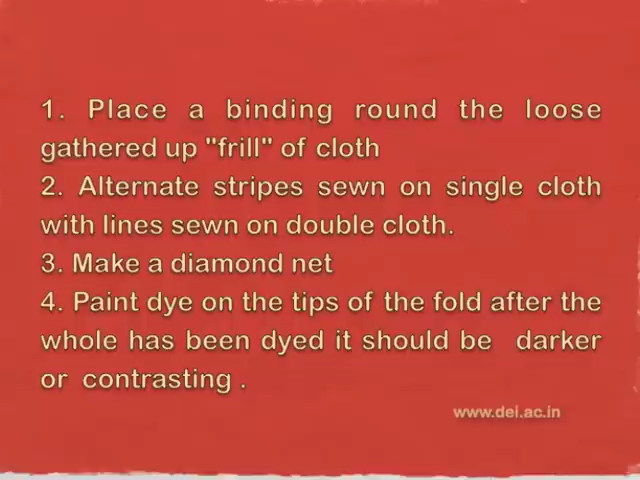 1. Place a binding round the loose
gathered up "frill" of cloth
2. Alternate stripes sewn on single cloth
with lines sewn on double cloth.
3. Make a diamond net
4. Paint dye on the tips of the fold after the
whole has been dyed it should be darker
or contrasting .
www.dei.ac.in